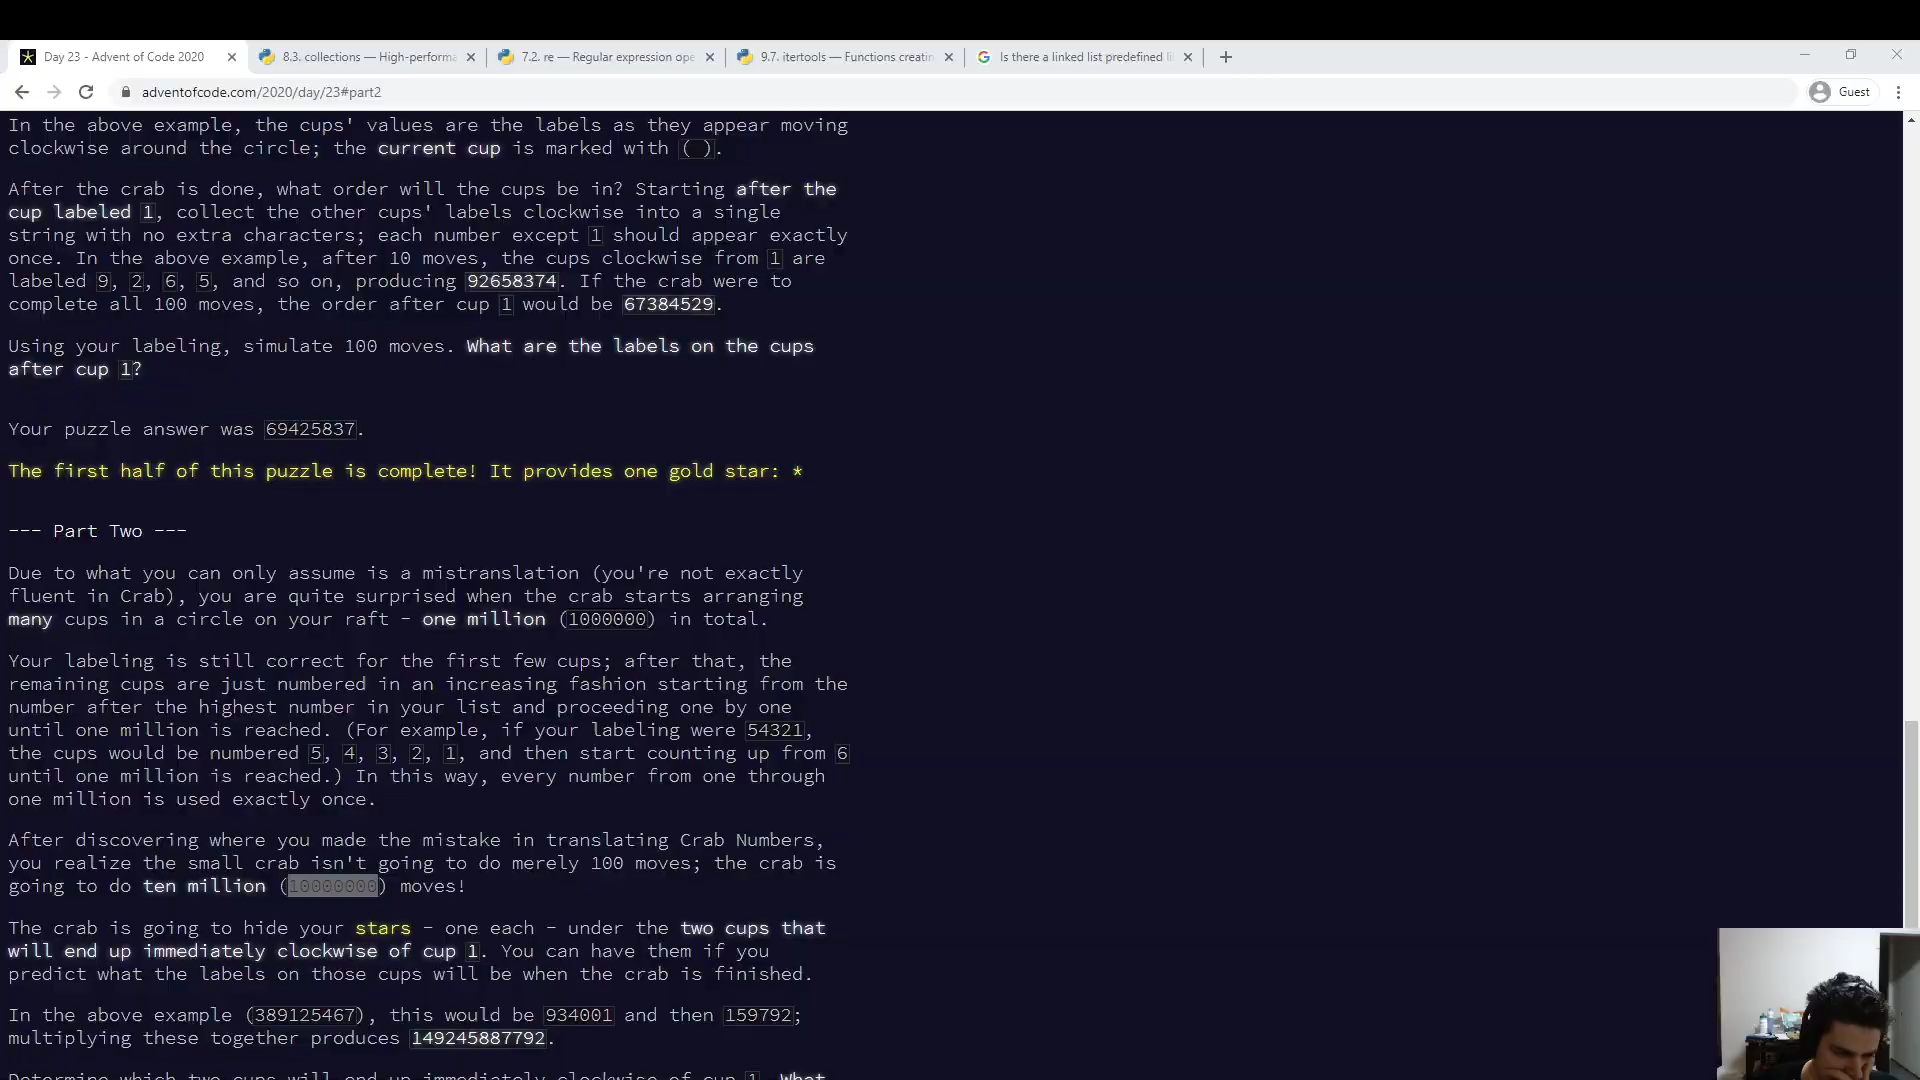 Day 23 - Advent of Code 2020
8.3. collections — High-performa
7.2. re — Regular expression ope
9.7. itertools — Functions creatin
Is there a linked list predefined li
adventofcode.com/2020/day/23#part2
Guest
In the above example, the cups' values are the labels as they appear moving
clockwise around the circle; the current cup is marked with ( ).
After the crab is done, what order will the cups be in? Starting after the
cup labeled 1, collect the other cups' labels clockwise into a single
string with no extra characters; each number except 1 should appear exactly
once. In the above example, after 10 moves, the cups clockwise from 1 are
labeled 9, 2, 6, 5, and so on, producing 92658374. If the crab were to
complete all 100 moves, the order after cup 1 would be 67384529.
Using your labeling, simulate 100 moves. What are the labels on the cups
after cup 1?
Your puzzle answer was 69425837.
The first half of this puzzle is complete! It provides one gold star: *
--- Part Two ---
Due to what you can only assume is a mistranslation (you're not exactly
fluent in Crab), you are quite surprised when the crab starts arranging
many cups in a circle on your raft - one million (1000000) in total.
Your labeling is still correct for the first few cups; after that, the
remaining cups are just numbered in an increasing fashion starting from the
number after the highest number in your list and proceeding one by one
until one million is reached. (For example, if your labeling were 54321,
the cups would be numbered 5, 4, 3, 2, 1, and then start counting up from 6
until one million is reached.) In this way, every number from one through
one million is used exactly once.
After discovering where you made the mistake in translating Crab Numbers,
you realize the small crab isn't going to do merely 100 moves; the crab is
going to do ten million (10000000) moves!
The crab is going to hide your stars - one each - under the two cups that
will end up immediately clockwise of cup 1. You can have them if you
predict what the labels on those cups will be when the crab is finished.
In the above example (389125467), this would be 934001 and then 159792;
multiplying these together produces 149245887792.
Determine which two cups will end up immediately clockwise of cup 1. What